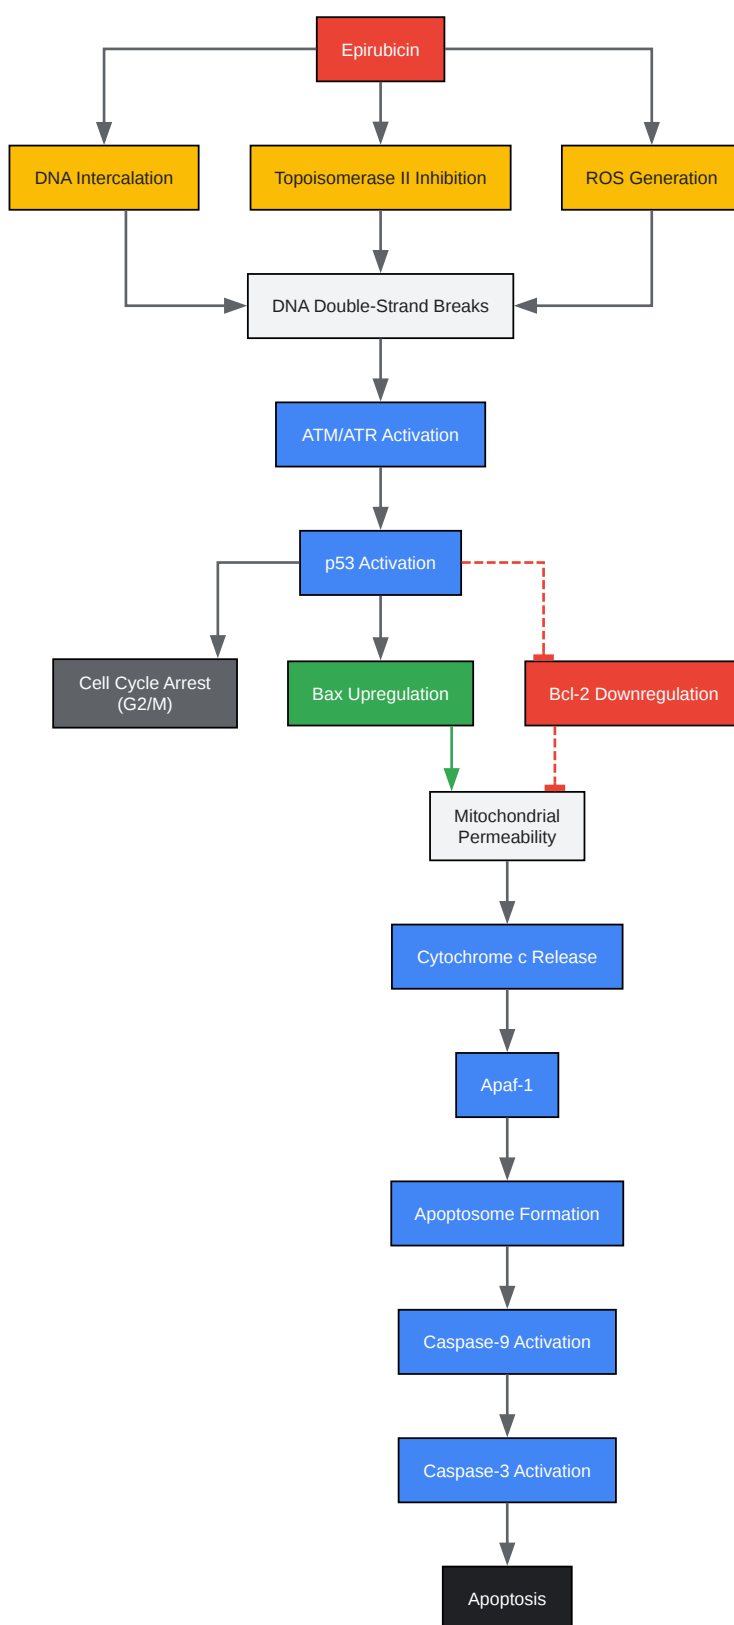 Epirubicin
DNA Intercalation
Topoisomerase II Inhibition
ROS Generation
DNA Double-Strand Breaks
ATM/ATR Activation
p53 Activation
Cell Cycle Arrest
(G2/M)
Bax Upregulation
Bcl-2 Downregulation
Mitochondrial
Permeability
Cytochrome c Release
Apaf-1
Apoptosome Formation
Caspase-9 Activation
Caspase-3 Activation
Apoptosis